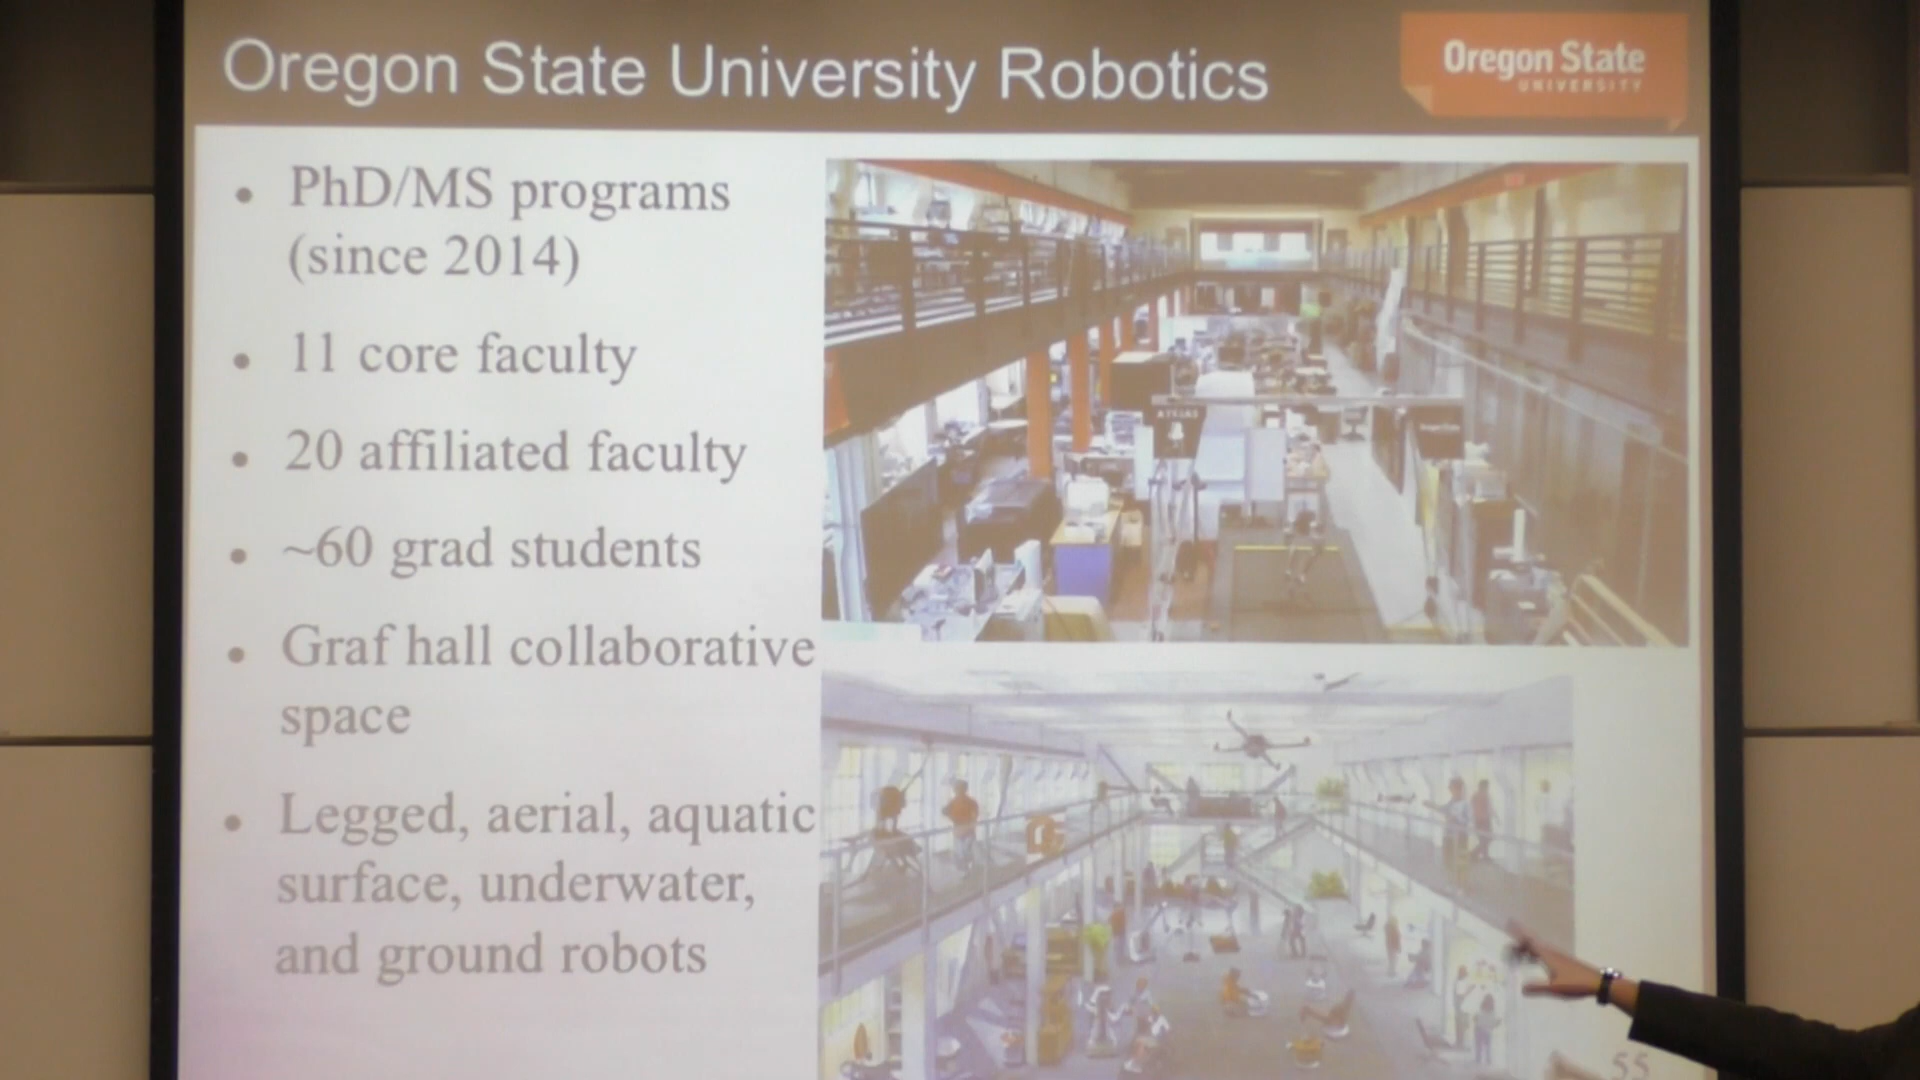 Oregon State University Robotics
Oregon State
UNIVERSITY
• PhD/MS programs
(since 2014)
• 11 core faculty
• 20 affiliated faculty
• ~60 grad students
• Graf hall collaborative
space
• Legged, aerial, aquatic
surface, underwater,
and ground robots
ATRIAS
55